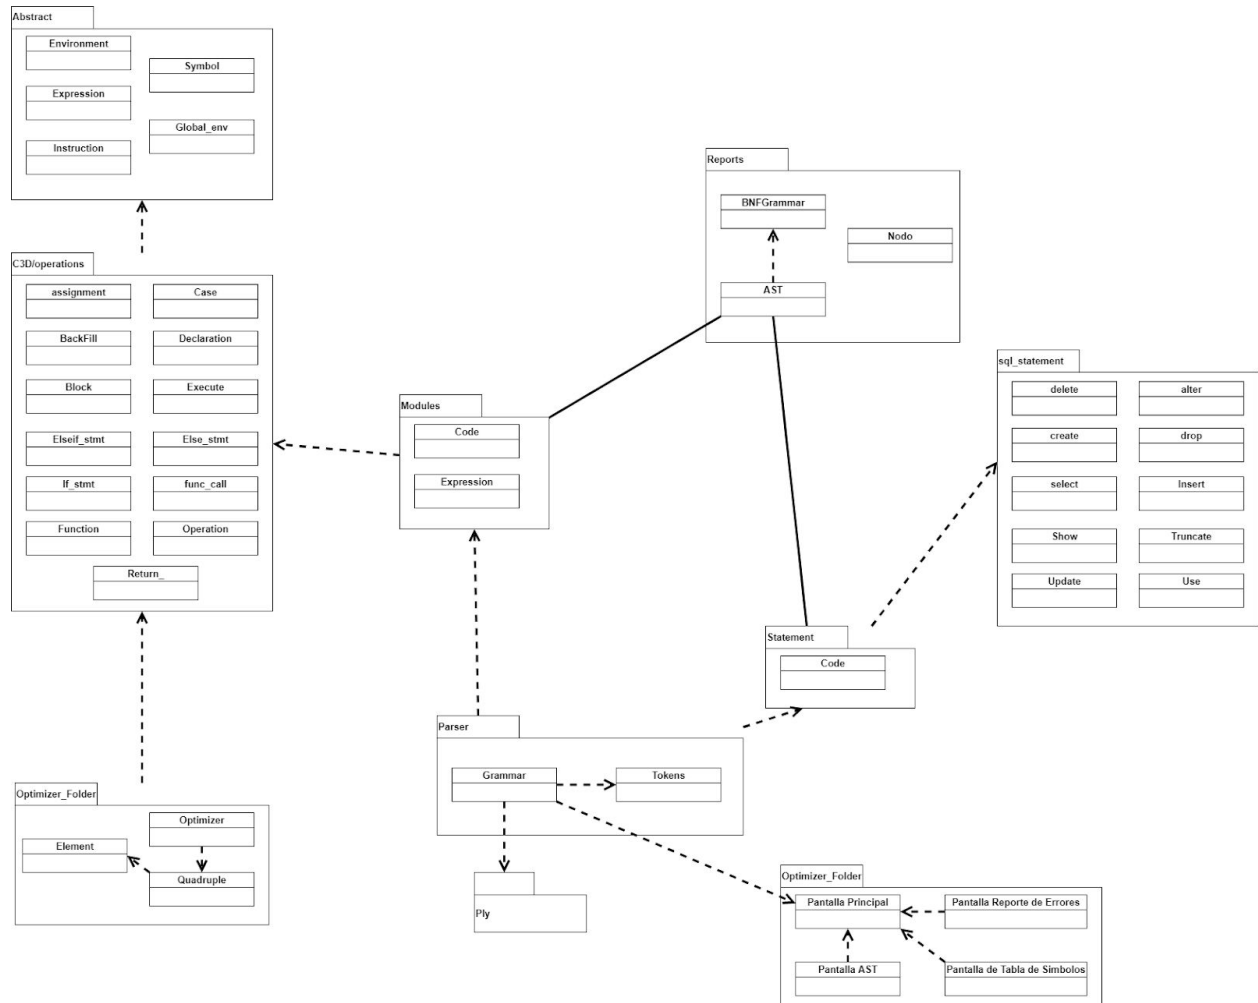 Abstract
Environment
Symbol
Expression
Global_env
Instruction
Reports
BNFGrammar
Nodo
AST
C3D/operations
assignment
Case
BackFill
Declaration
Block
Execute
Elseif_stmt
Else_stmt
If_stmt
func_call
Function
Operation
Return_
Modules
Code
Expression
sql_statement
delete
alter
create
drop
select
Insert
Show
Truncate
Update
Use
Statement
Code
Parser
Grammar
Tokens
Ply
Optimizer_Folder
Optimizer
Element
Quadruple
Optimizer_Folder
Pantalla Principal
Pantalla Reporte de Errores
Pantalla AST
Pantalla de Tabla de Simbolos